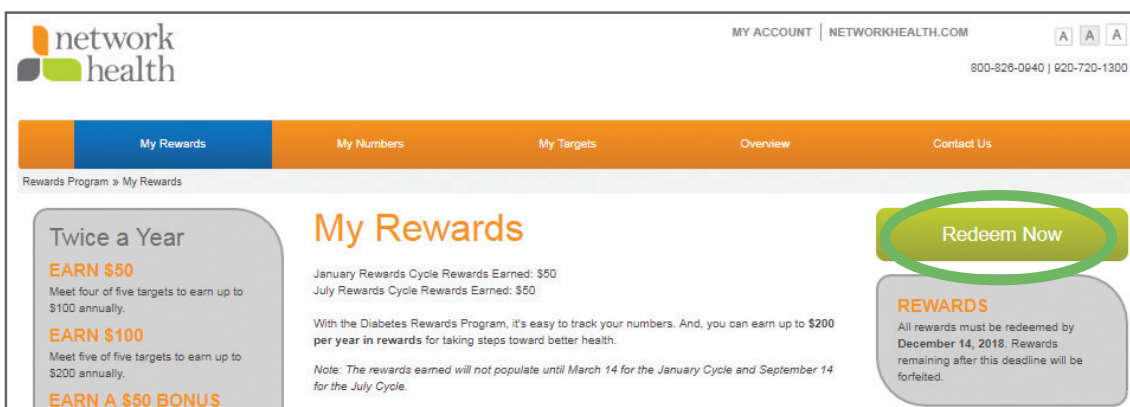 network
health
MY ACCOUNT | NETWORKHEALTH.COM
A A A
800-826-0940 | 920-720-1300
My Rewards
My Numbers
My Targets
Overview
Contact Us
Rewards Program » My Rewards
Twice a Year
EARN $50
Meet four of five targets to earn up to
$100 annually.
EARN $100
Meet five of five targets to earn up to
$200 annually.
EARN A $50 BONUS
My Rewards
January Rewards Cycle Rewards Earned: $50
July Rewards Cycle Rewards Earned: $50
With the Diabetes Rewards Program, it's easy to track your numbers. And, you can earn up to $200
per year in rewards for taking steps toward better health.
Note: The rewards earned will not populate until March 14 for the January Cycle and September 14
for the July Cycle.
Redeem Now
REWARDS
All rewards must be redeemed by
December 14, 2018. Rewards
remaining after this deadline will be
forfeited.